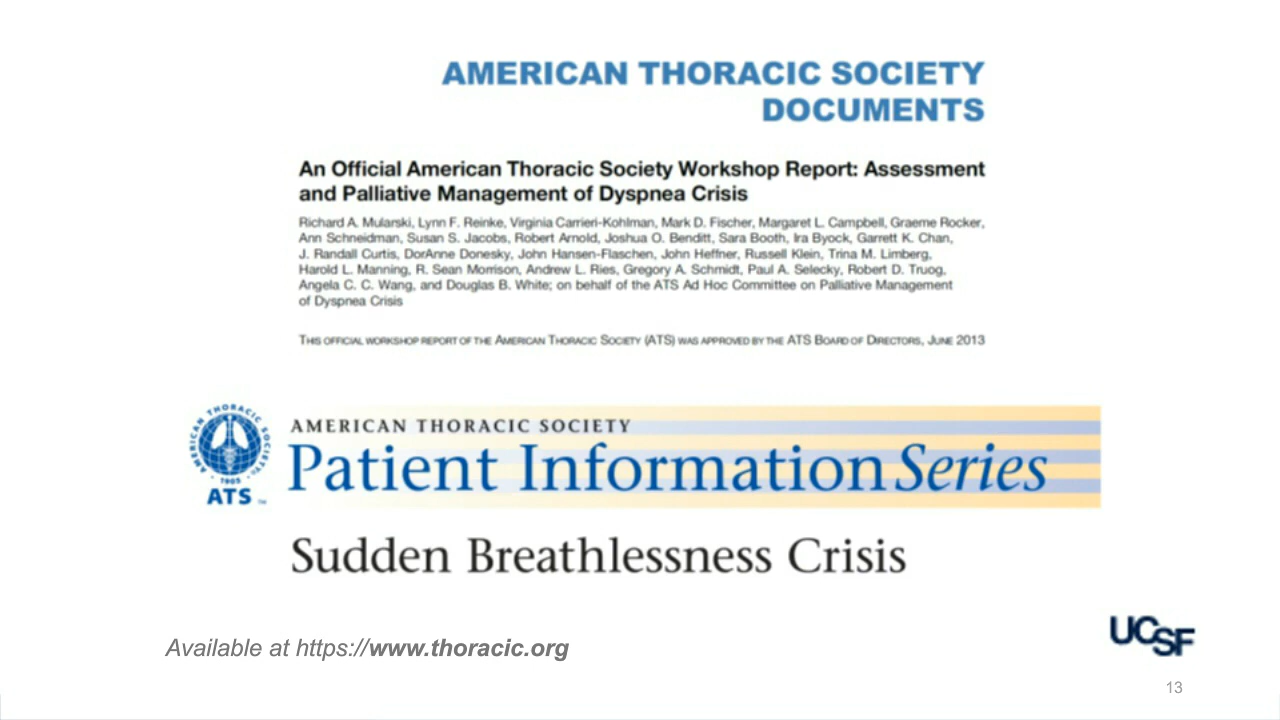 AMERICAN THORACIC SOCIETY
DOCUMENTS
An Official American Thoracic Society Workshop Report: Assessment
and Palliative Management of Dyspnea Crisis
Richard A. Mularski, Lynn F. Reinke, Virginia Carrieri-Kohlman, Mark D. Fischer, Margaret L. Campbell, Graeme Rocker,
Ann Schneidman, Susan S. Jacobs, Robert Arnold, Joshua O. Benditt, Sara Booth, Ira Byock, Garrett K. Chan,
J. Randall Curtis, DorAnne Donesky, John Hansen-Flaschen, John Heffner, Russell Klein, Trina M. Limberg,
Harold L. Manning, R. Sean Morrison, Andrew L. Ries, Gregory A. Schmidt, Paul A. Selecky, Robert D. Truog,
Angela C. C. Wang, and Douglas B. White; on behalf of the ATS Ad Hoc Committee on Palliative Management
of Dyspnea Crisis
THIS OFFICIAL WORKSHOP REPORT OF THE AMERICAN THORACIC SOCIETY (ATS) WAS APPROVED BY THE ATS BOARD OF DIRECTORS, JUNE 2013
AMERICAN THORACIC SOCIETY
1905
ATS™
AMERICAN THORACIC SOCIETY
Patient Information Series
Sudden Breathlessness Crisis
Available at https://www.thoracic.org
UCSF
13